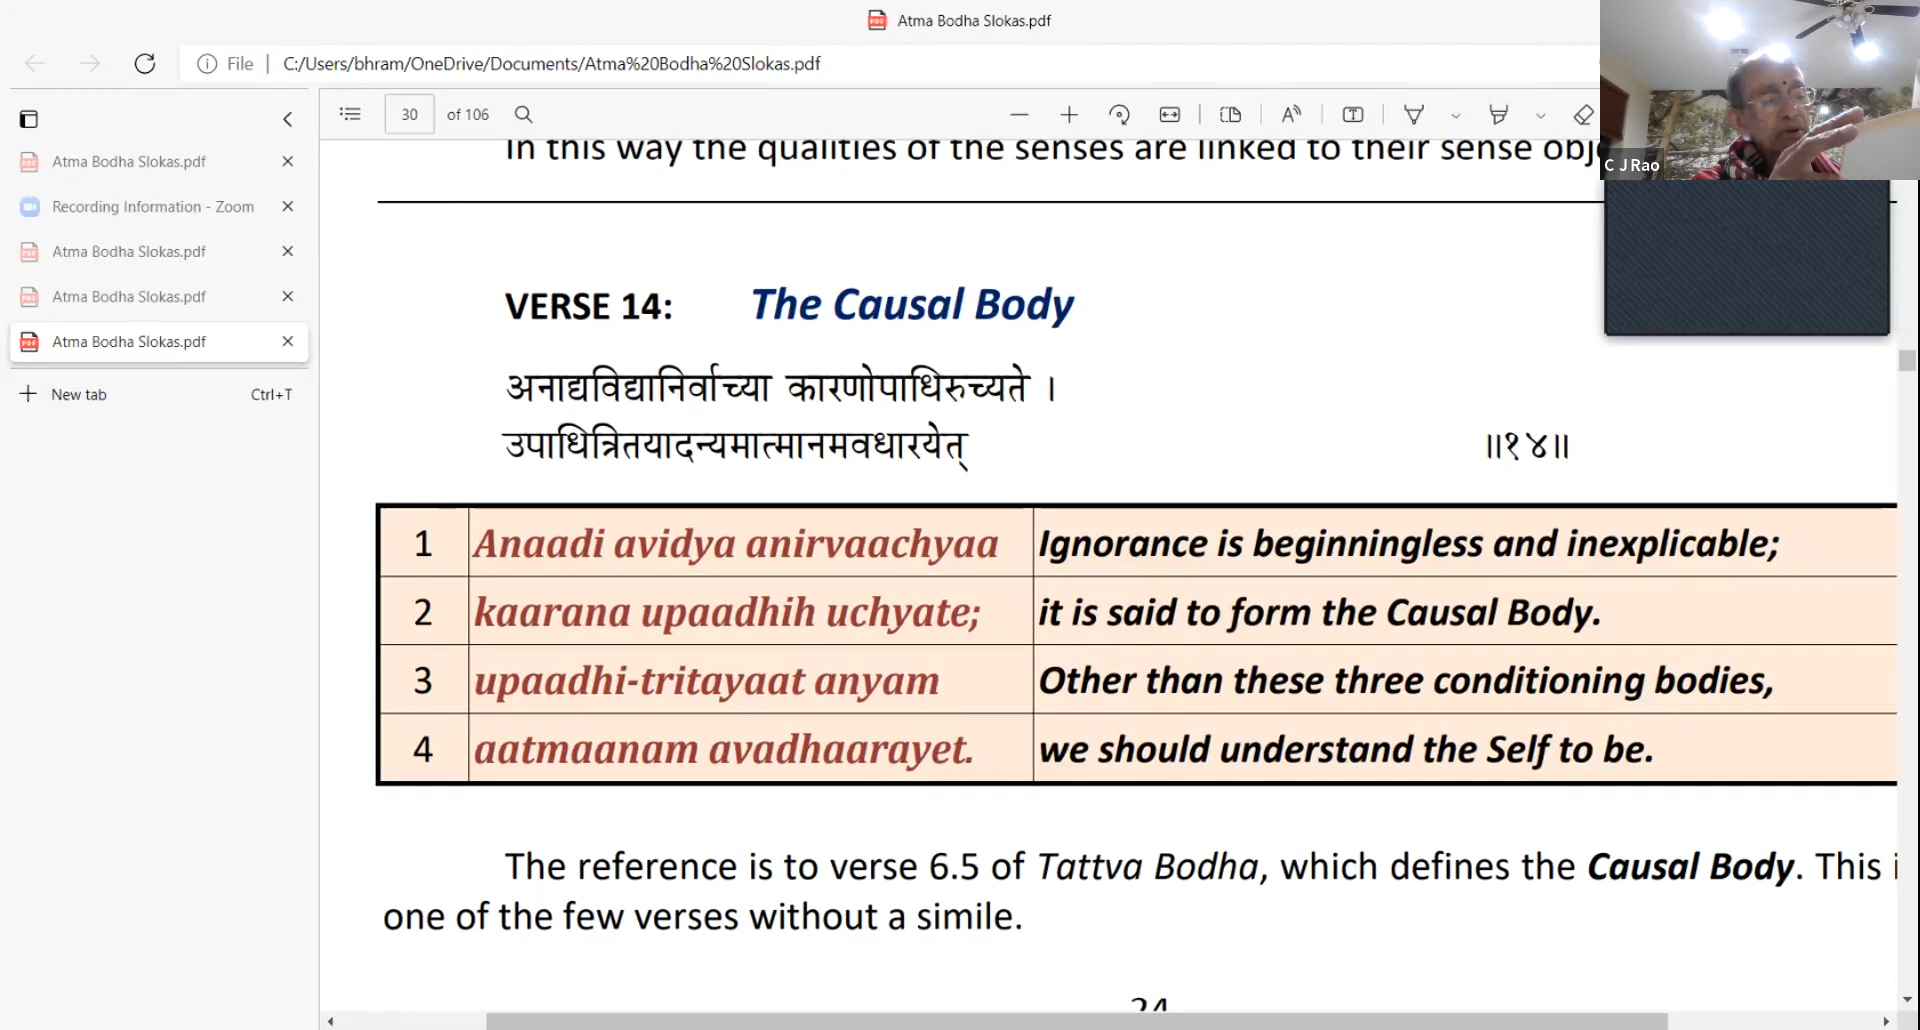 Atma Bodha Slokas.pdf
File | C:/Users/bhram/OneDrive/Documents/Atma%20Bodha%20Slokas.pdf
30 of 106
Atma Bodha Slokas.pdf
Recording Information - Zoom
Atma Bodha Slokas.pdf
Atma Bodha Slokas.pdf
Atma Bodha Slokas.pdf
New tab Ctrl+T
C J Rao
In this way the qualities of the senses are linked to their sense
VERSE 14: The Causal Body
अनाद्यविद्यानिर्वाच्या कारणोपाधिरुच्यते ।
उपाधित्रितयादन्यमात्मानमवधारयेत् ॥१४॥
1 Anaadi avidya anirvaachyaa Ignorance is beginningless and inexplicable;
2 kaarana upaadhih uchyate; it is said to form the Causal Body.
3 upaadhi-tritayaat anyam Other than these three conditioning bodies,
4 aatmaanam avadhaarayet. we should understand the Self to be.
The reference is to verse 6.5 of Tattva Bodha, which defines the Causal Body. This
one of the few verses without a simile.
24